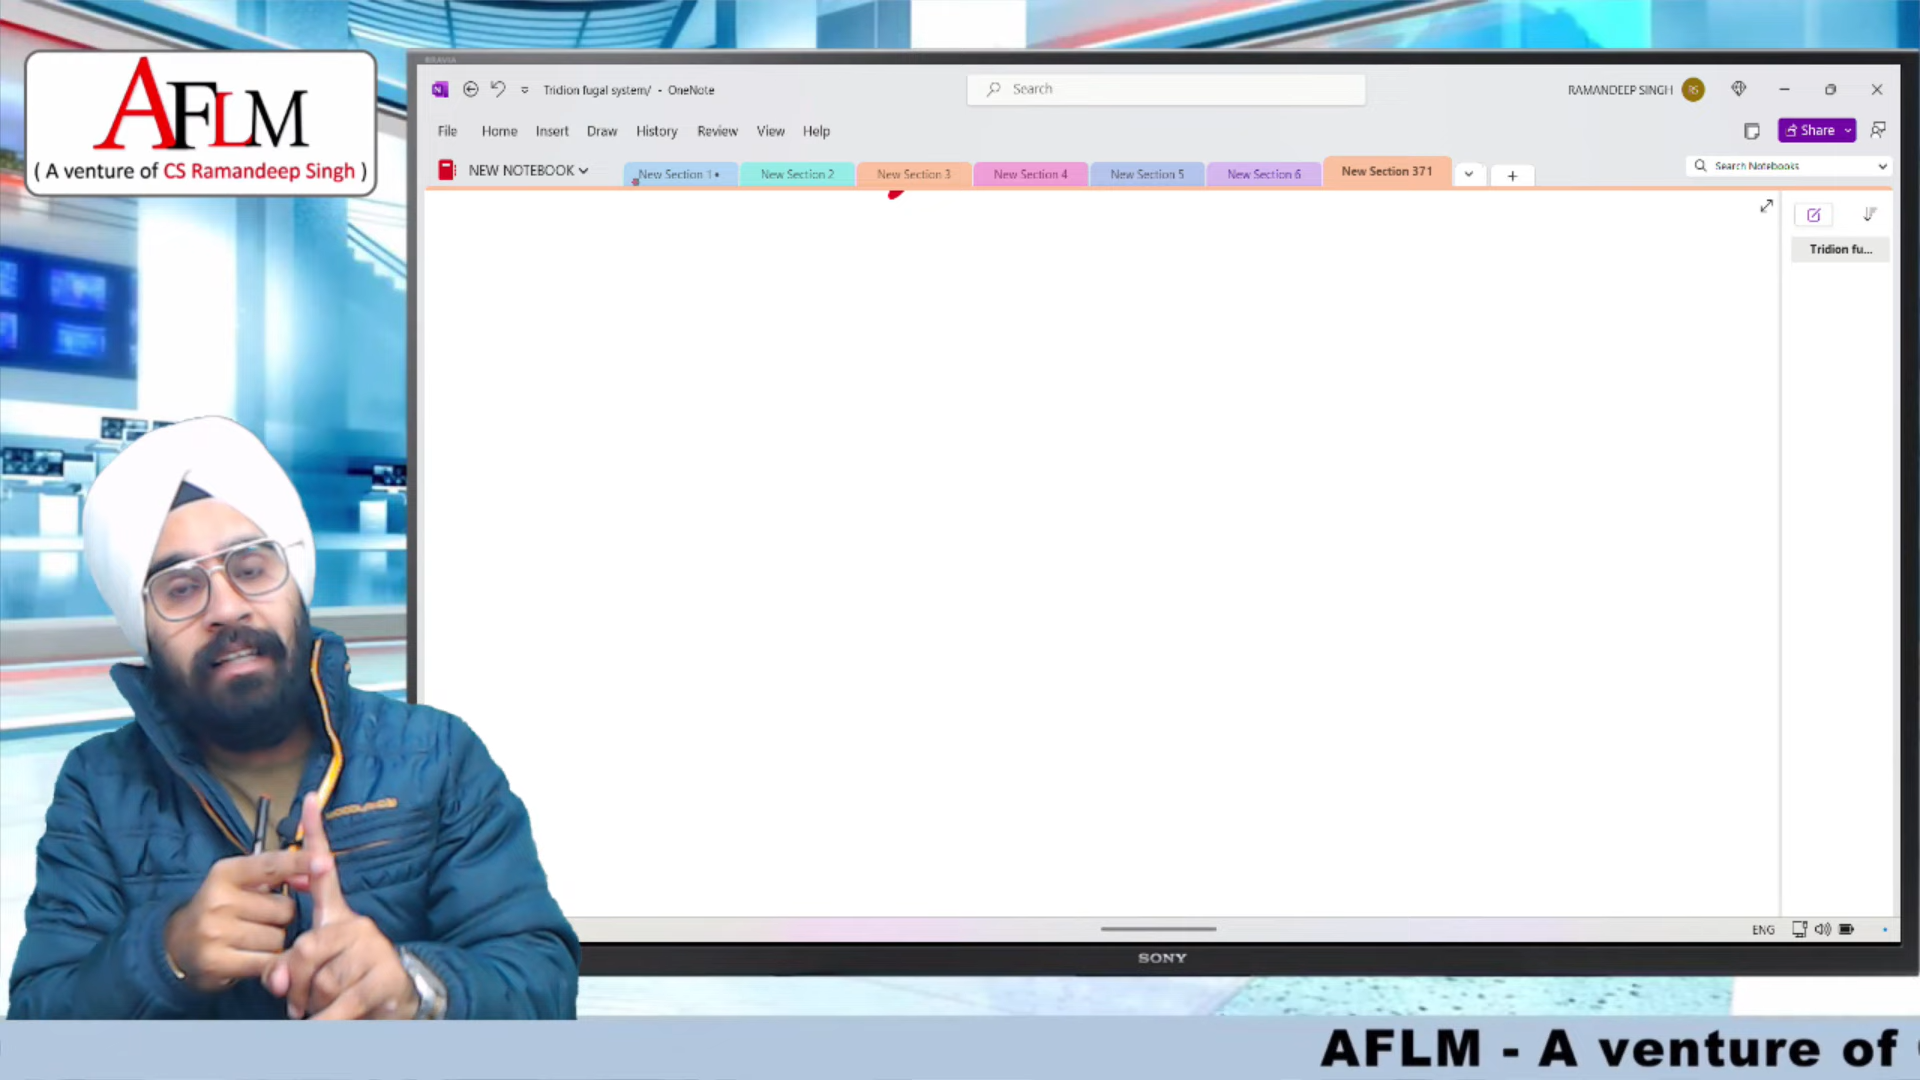 AFLM
( A venture of CS Ramandeep Singh )
BRAVIA
Tridion fugal system/ - OneNote
Search
RAMANDEEP SINGH
RS
File Home Insert Draw History Review View Help
Share
NEW NOTEBOOK
New Section 1
New Section 2
New Section 3
New Section 4
New Section 5
New Section 6
New Section 371
+
Search Notebooks
Tridion fu...
ENG
SONY
AFLM - A venture of